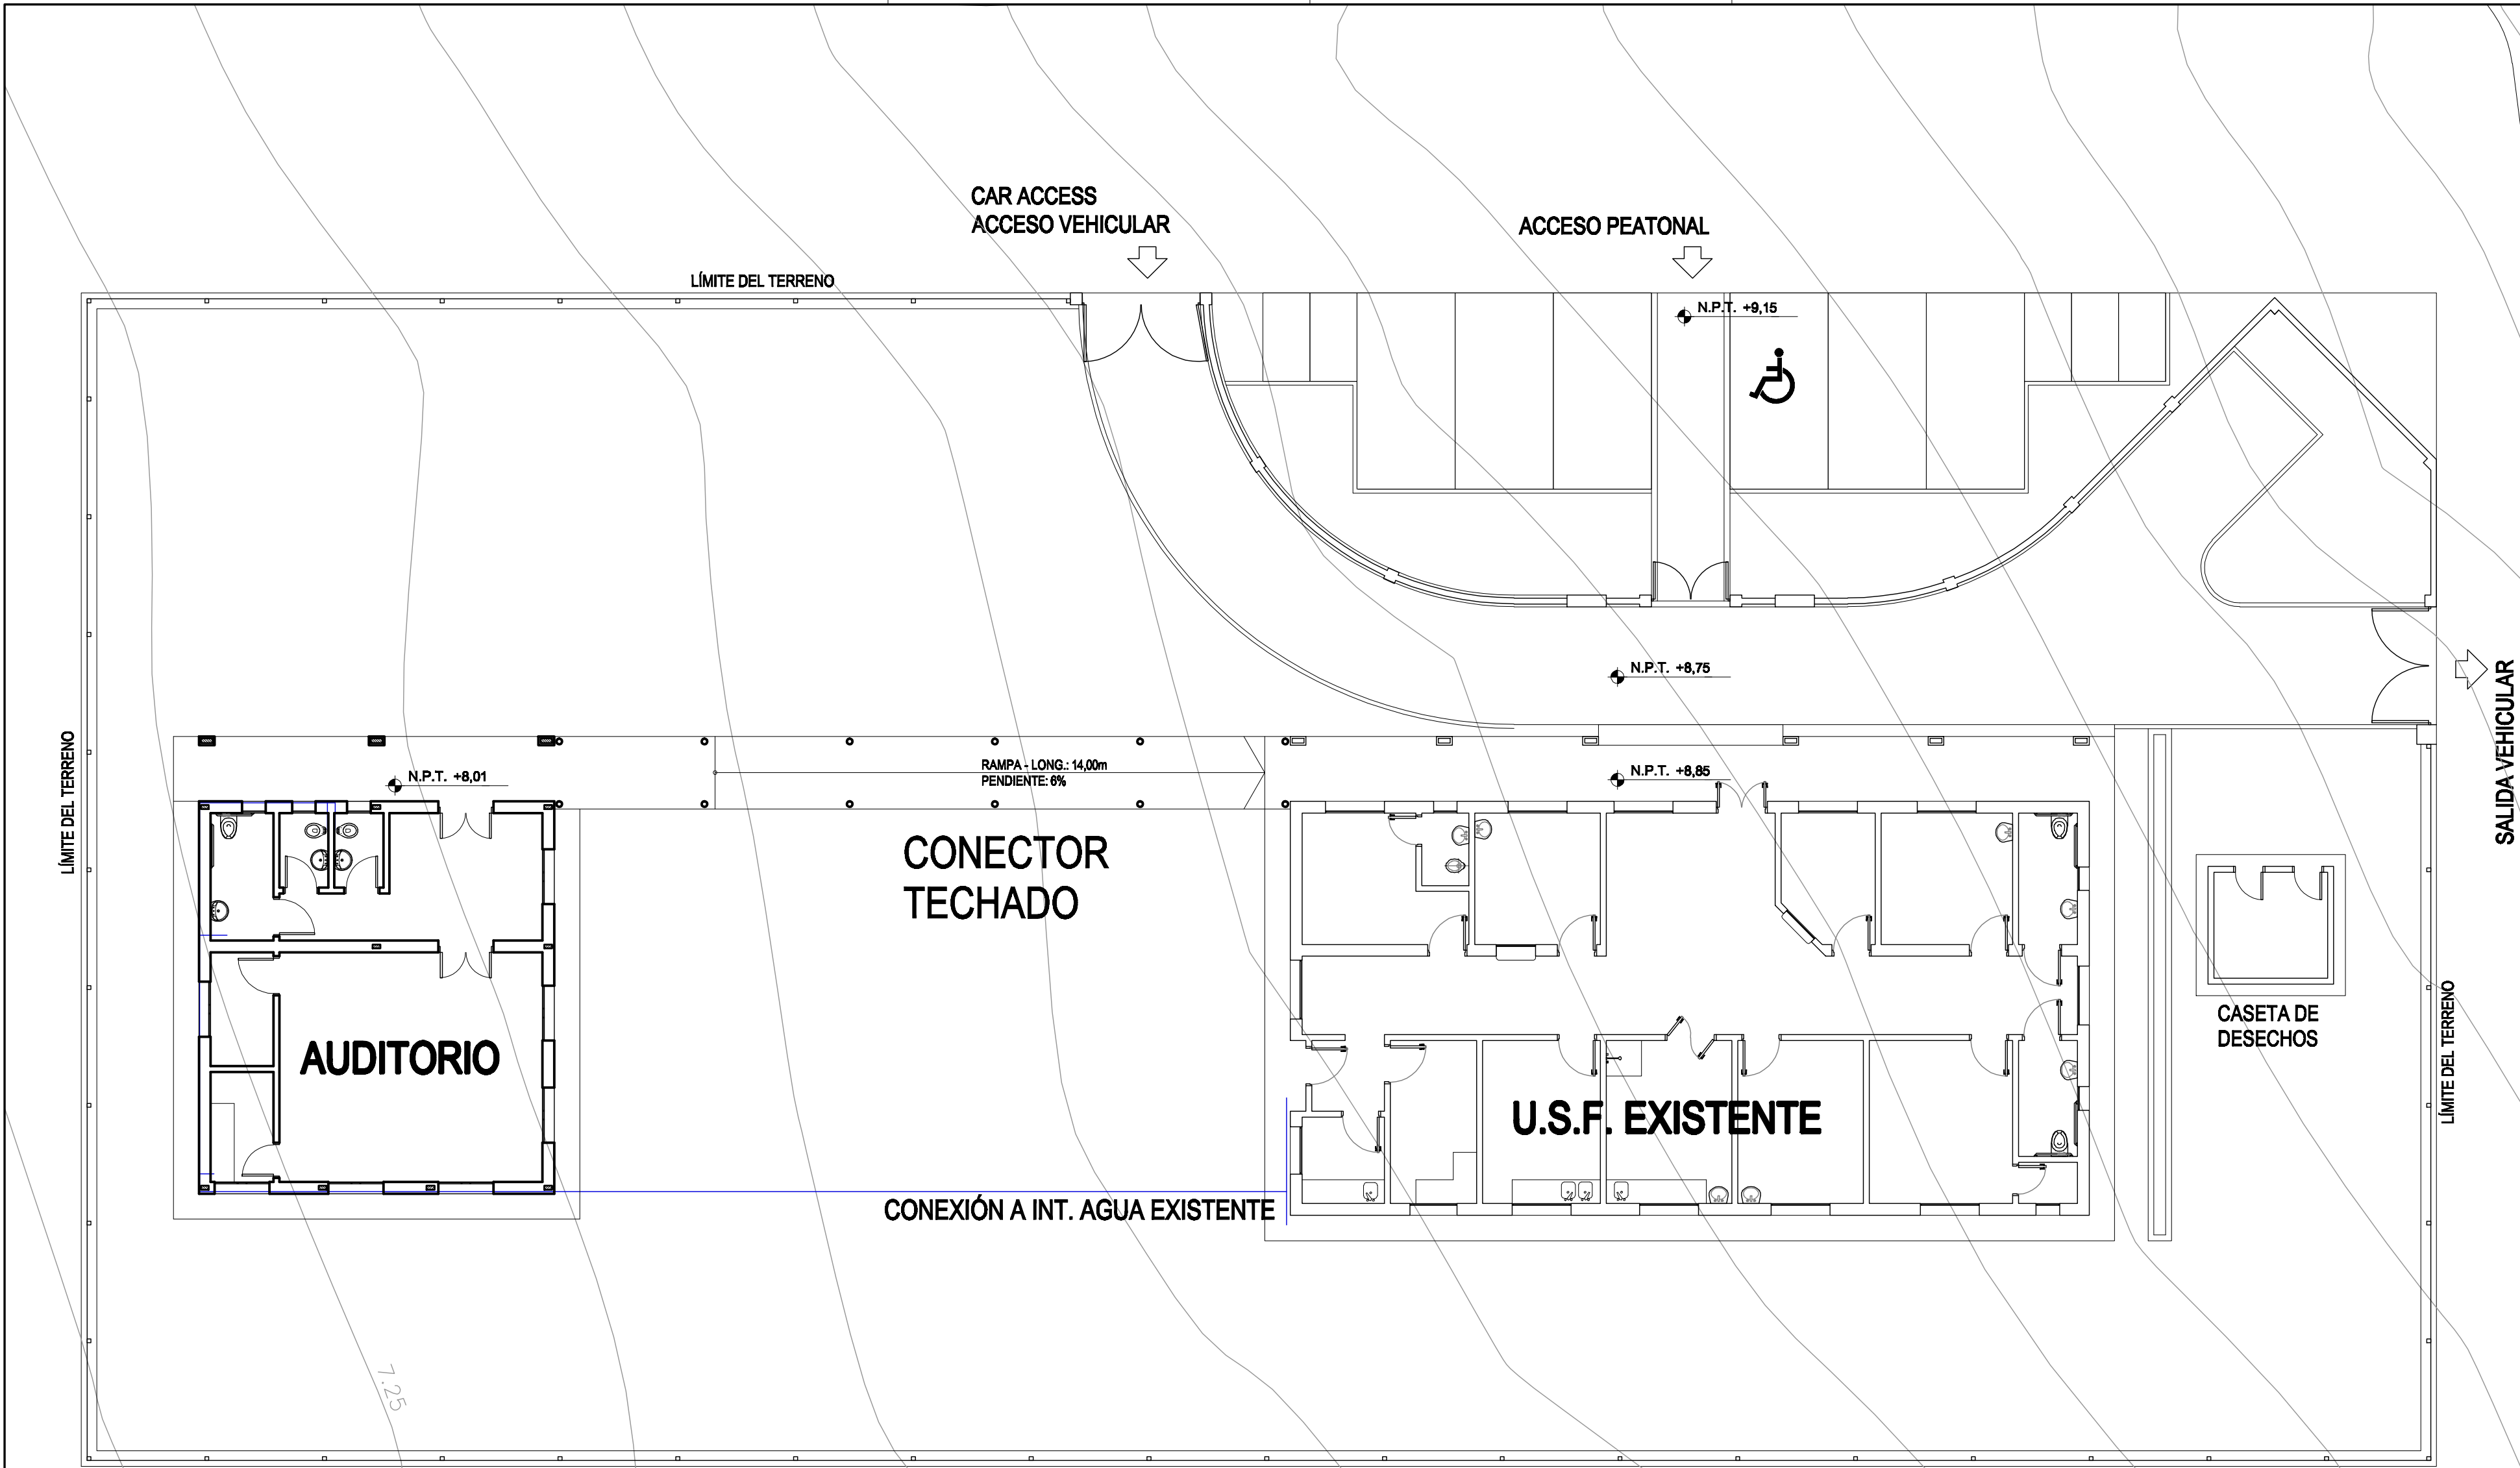 CAR ACCESS
ACCESO VEHICULAR
ACCESO PEATONAL
LÍMITE DEL TERRENO
N.P.T. +9,15
N.P.T. +8,75
SALIDA VEHICULAR
LÍMITE DEL TERRENO
N.P.T. +8,01
RAMPA - LONG.: 14,00m
PENDIENTE: 6%
N.P.T. +8,85
CONECTOR
TECHADO
AUDITORIO
U.S.F. EXISTENTE
CASETA DE
DESECHOS
LÍMITE DEL TERRENO
CONEXIÓN A INT. AGUA EXISTENTE
7.25